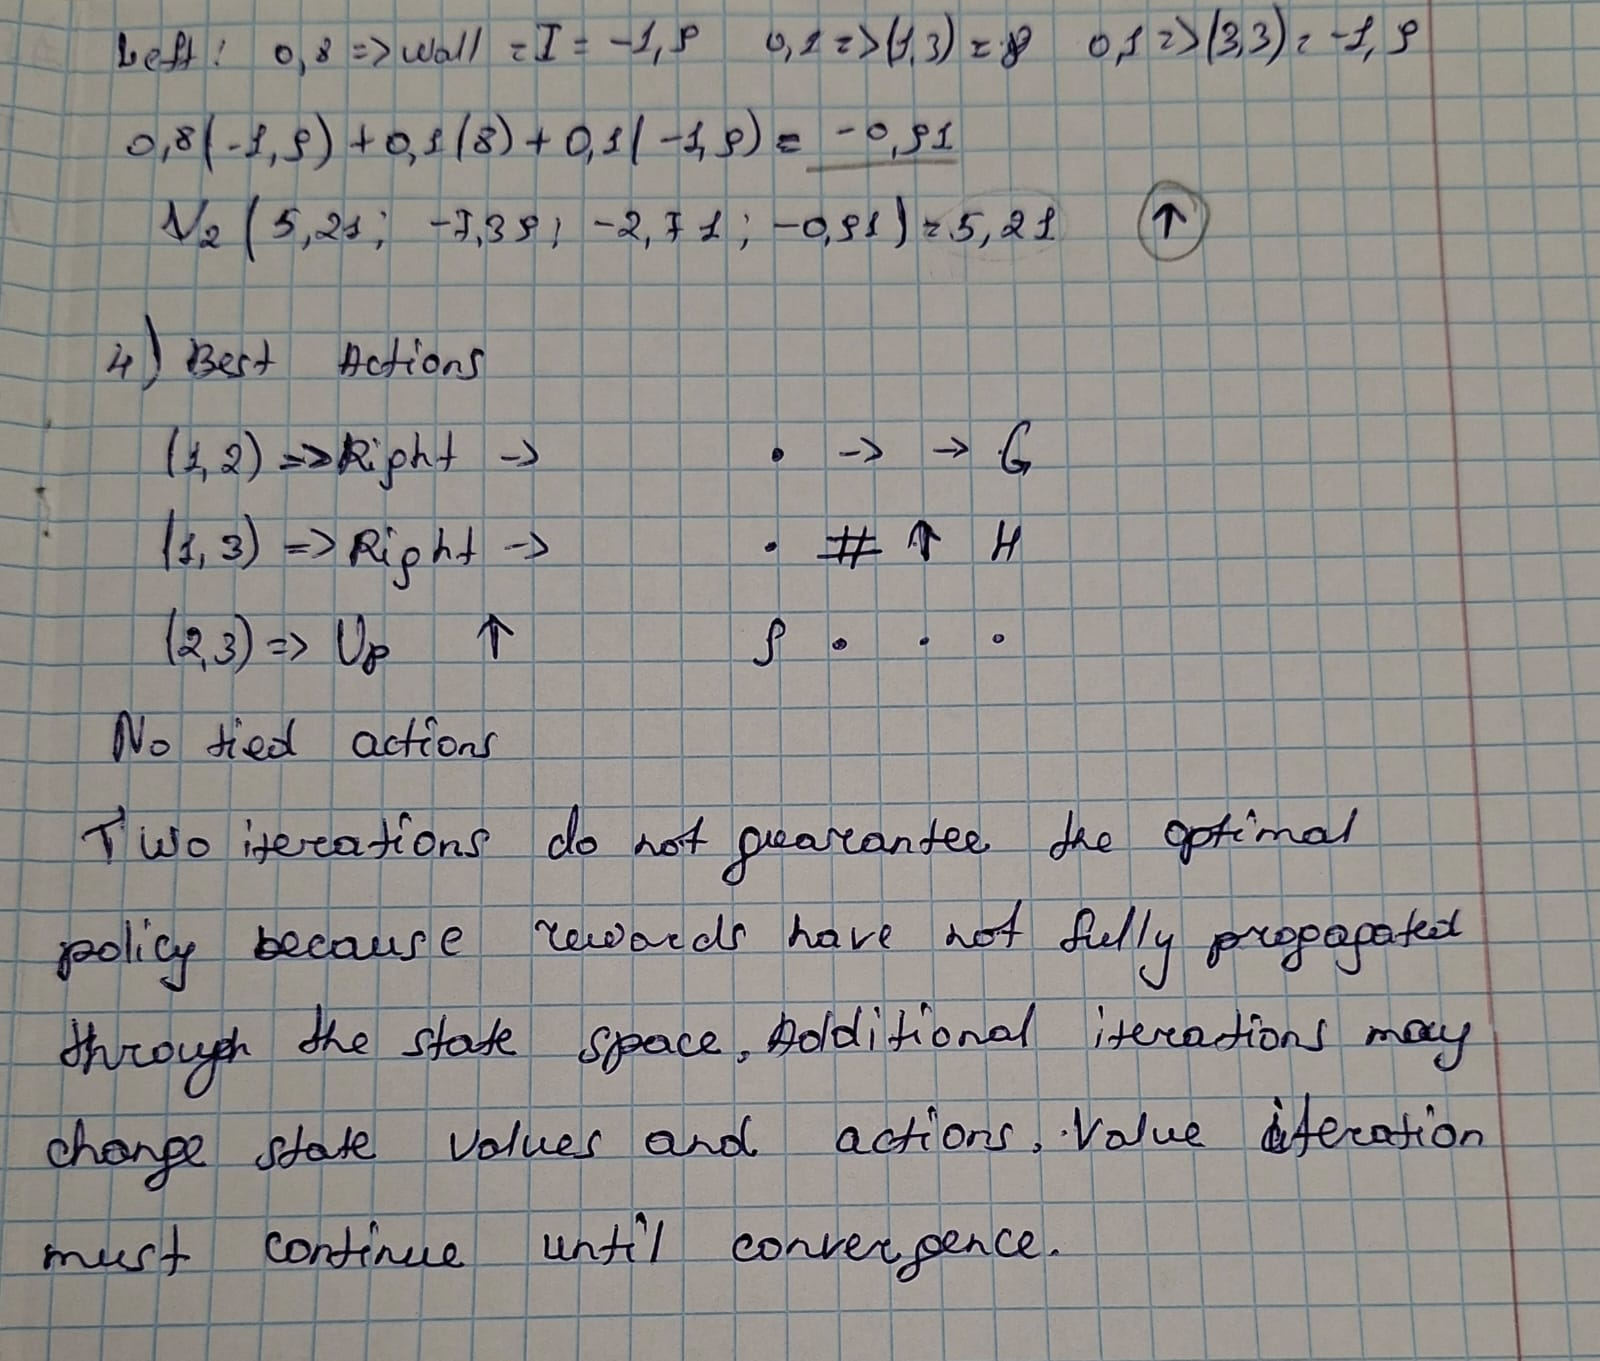 Left: 0,8 => wall = I = -1,9 0,1 => (1,3) = 8 0,1 => (3,3) = -1,9
0,8(-1,9) + 0,1(8) + 0,1(-1,9) = -0,91
V₂ (5,21; -7,39; -2,71; -0,91) = 5,21 ↑
4) Best Actions
(1,2) => Right -> • -> -> G
(1,3) => Right -> • # ↑ H
(2,3) => Up ↑ S • • •
No tied actions
Two iterations do not guarantee the optimal
policy because rewards have not fully propagated
through the state space. Additional iterations may
change state values and actions. Value iteration
must continue until convergence.